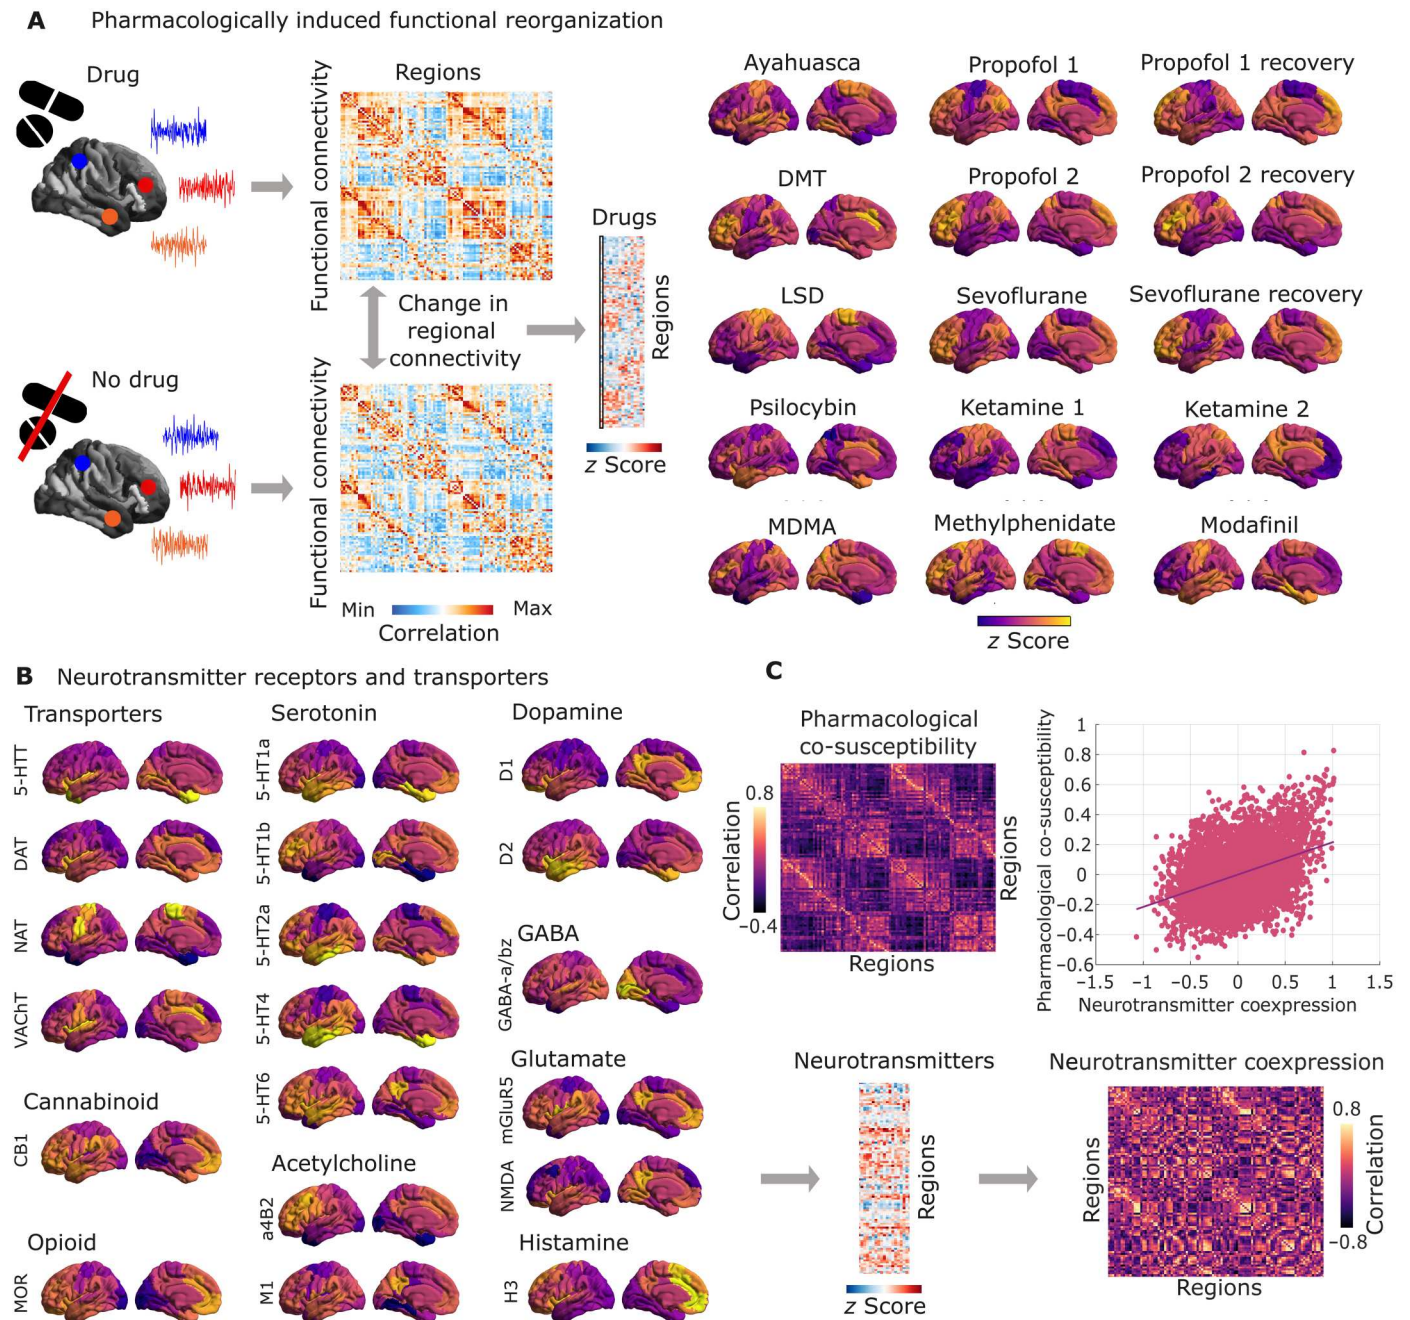 A Pharmacologically induced functional reorganization
Drug
Regions
Functional connectivity
No drug
Functional connectivity
Change in
regional
connectivity
Min Max
Correlation
Drugs
Regions
z Score
Ayahuasca
Propofol 1
Propofol 1 recovery
DMT
Propofol 2
Propofol 2 recovery
LSD
Sevoflurane
Sevoflurane recovery
Psilocybin
Ketamine 1
Ketamine 2
MDMA
Methylphenidate
Modafinil
z Score
B Neurotransmitter receptors and transporters
Transporters
5-HTT
DAT
NAT
VAChT
Cannabinoid
CB1
Opioid
MOR
Serotonin
5-HT1a
5-HT1b
5-HT2a
5-HT4
5-HT6
Acetylcholine
a4B2
M1
Dopamine
D1
D2
GABA
GABA-a/bz
Glutamate
mGluR5
NMDA
Histamine
H3
C
Pharmacological
co-susceptibility
0.8
Correlation
−0.4
Regions
Regions
Pharmacological co-susceptibility
1
0.8
0.6
0.4
0.2
0
−0.2
−0.4
−0.6
−1.5 −1 −0.5 0 0.5 1 1.5
Neurotransmitter coexpression
Neurotransmitters
Regions
z Score
Neurotransmitter coexpression
Regions
Regions
0.8
Correlation
−0.8